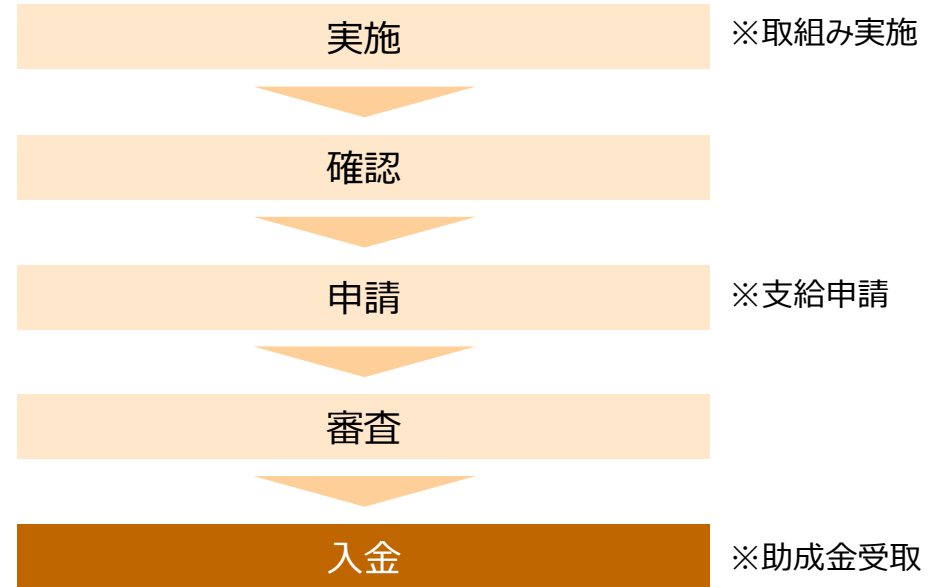 実施
※取組み実施
確認
申請
※支給申請
審査
入金
※助成金受取